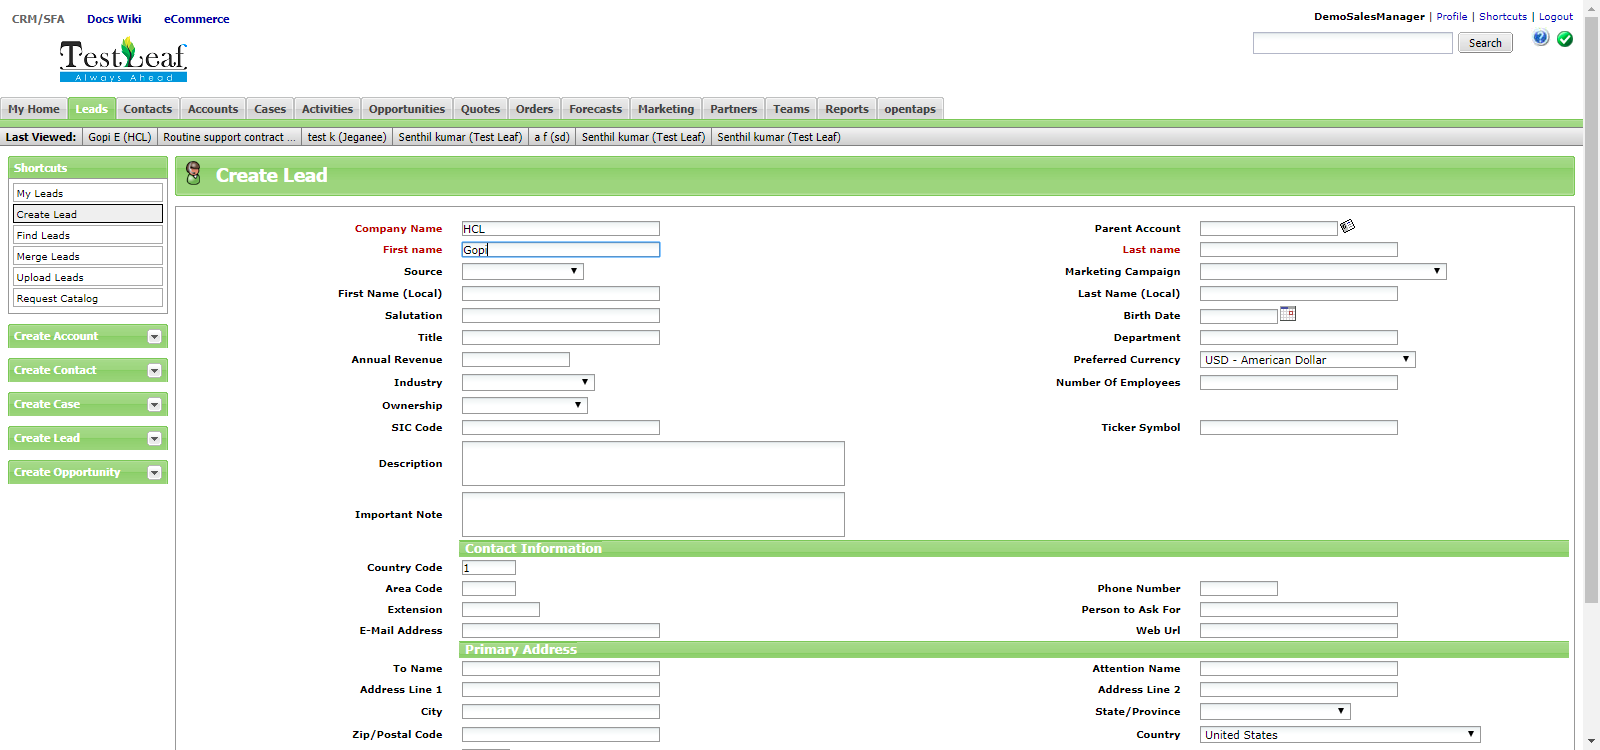 CRM/SFA Docs Wiki eCommerce
DemoSalesManager | Profile | Shortcuts | Logout
TestLeaf
Always Ahead
Search
My Home Leads Contacts Accounts Cases Activities Opportunities Quotes Orders Forecasts Marketing Partners Teams Reports opentaps
Last Viewed: Gopi E (HCL) Routine support contract ... test k (Jeganee) Senthil kumar (Test Leaf) a f (sd) Senthil kumar (Test Leaf) Senthil kumar (Test Leaf)
Shortcuts
My Leads
Create Lead
Find Leads
Merge Leads
Upload Leads
Request Catalog
Create Account
Create Contact
Create Case
Create Lead
Create Opportunity
Create Lead
Company Name HCL Parent Account
First name Gopi Last name
Source Marketing Campaign
First Name (Local) Last Name (Local)
Salutation Birth Date
Title Department
Annual Revenue Preferred Currency USD - American Dollar
Industry Number Of Employees
Ownership
SIC Code Ticker Symbol
Description
Important Note
Contact Information
Country Code 1
Area Code Phone Number
Extension Person to Ask For
E-Mail Address Web Url
Primary Address
To Name Attention Name
Address Line 1 Address Line 2
City State/Province
Zip/Postal Code Country United States